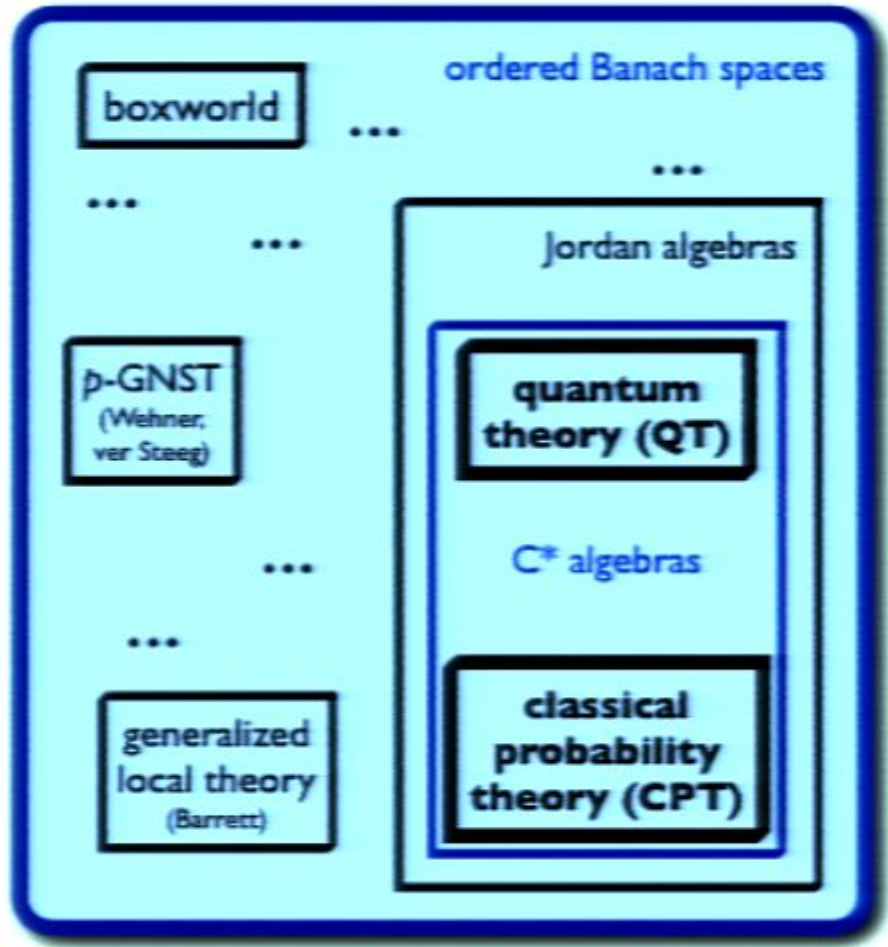 ordered Banach spaces
boxworld
...
...
...
...
Jordan algebras
p-GNST
(Wehner,
ver Steeg)
quantum
theory (QT)
C* algebras
...
...
generalized
local theory
(Barrett)
classical
probability
theory (CPT)